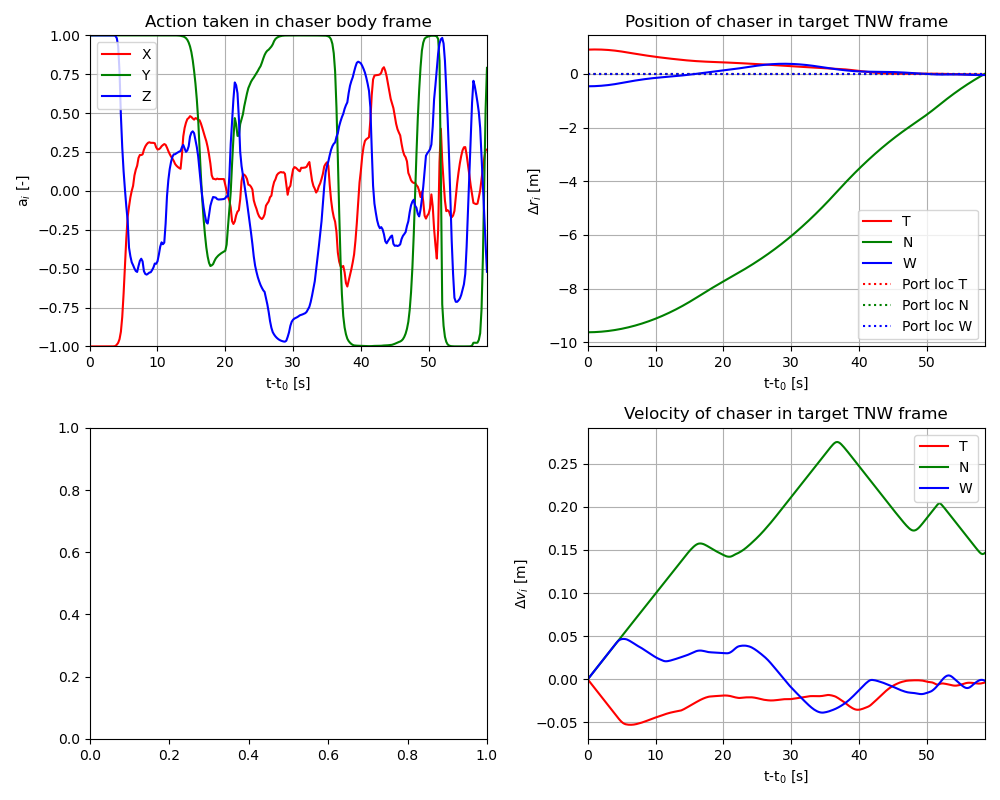 Action taken in chaser body frame
1.00
0.75
0.50
0.25
0.00
−0.25
−0.50
−0.75
−1.00
a_i [-]
X
Y
Z
0 10 20 30 40 50
t-t_0 [s]
Position of chaser in target TNW frame
0
−2
−4
−6
−8
−10
Δr_i [m]
T
N
W
Port loc T
Port loc N
Port loc W
0 10 20 30 40 50
t-t_0 [s]
1.0
0.8
0.6
0.4
0.2
0.0
0.0 0.2 0.4 0.6 0.8 1.0
Velocity of chaser in target TNW frame
0.25
0.20
0.15
0.10
0.05
0.00
−0.05
Δv_i [m]
T
N
W
0 10 20 30 40 50
t-t_0 [s]